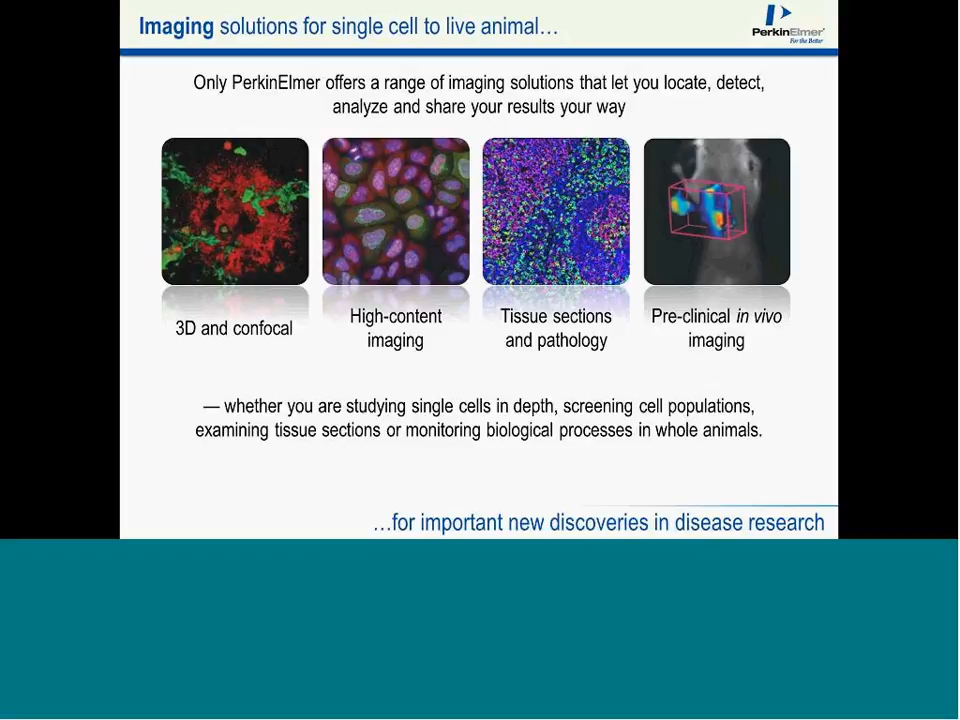 Imaging solutions for single cell to live animal…
PerkinElmer
For the Better
Only PerkinElmer offers a range of imaging solutions that let you locate, detect,
analyze and share your results your way
3D and confocal
High-content
imaging
Tissue sections
and pathology
Pre-clinical in vivo
imaging
— whether you are studying single cells in depth, screening cell populations,
examining tissue sections or monitoring biological processes in whole animals.
…for important new discoveries in disease research